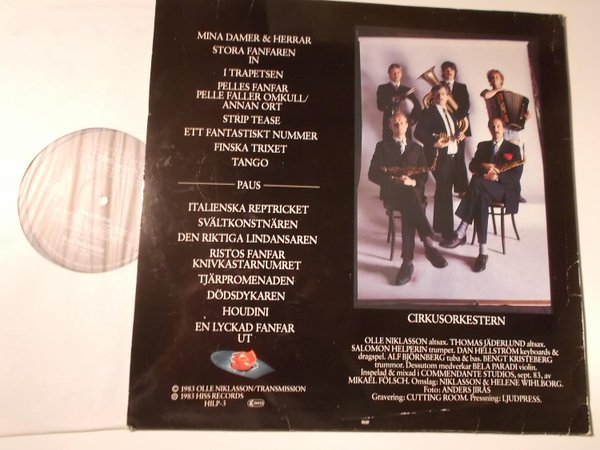 MINA DAMER & HERRAR
STORA FANFAREN
IN
I TRAPETSEN
PELLES FANFAR
PELLE FALLER OMKULL/
ANNAN ORT
STRIP TEASE
ETT FANTASTISKT NUMMER
FINSKA TRIXET
TANGO
PAUS
ITALIENSKA REPTRICKET
SVÄLTKONSTNÄREN
DEN RIKTIGA LINDANSAREN
RISTOS FANFAR
KNIVKASTARNUMRET
TJÄRPROMENADEN
DÖDSDYKAREN
HOUDINI
EN LYCKAD FANFAR
UT
℗ 1983 OLLE NIKLASSON/TRANSMISSION
© 1983 HISS RECORDS
HILP-3
CIRKUSORKESTERN
OLLE NIKLASSON altsax. THOMAS JÄDERLUND altsax.
SALOMON HELPERIN trumpet. DAN HELLSTRÖM keyboards &
dragspel. ALF BJÖRNBERG tuba & bas. BENGT KRISTEBERG
trummor. Dessutom medverkar BELA PARADI violin.
Inspelad & mixad i COMMENDANTE STUDIOS, sept. 83, av
MIKAEL FÖLSCH. Omslag: NIKLASSON & HELENE WIHLBORG.
Foto: ANDERS JIRÅS
Gravering: CUTTING ROOM. Pressning: LJUDPRESS.